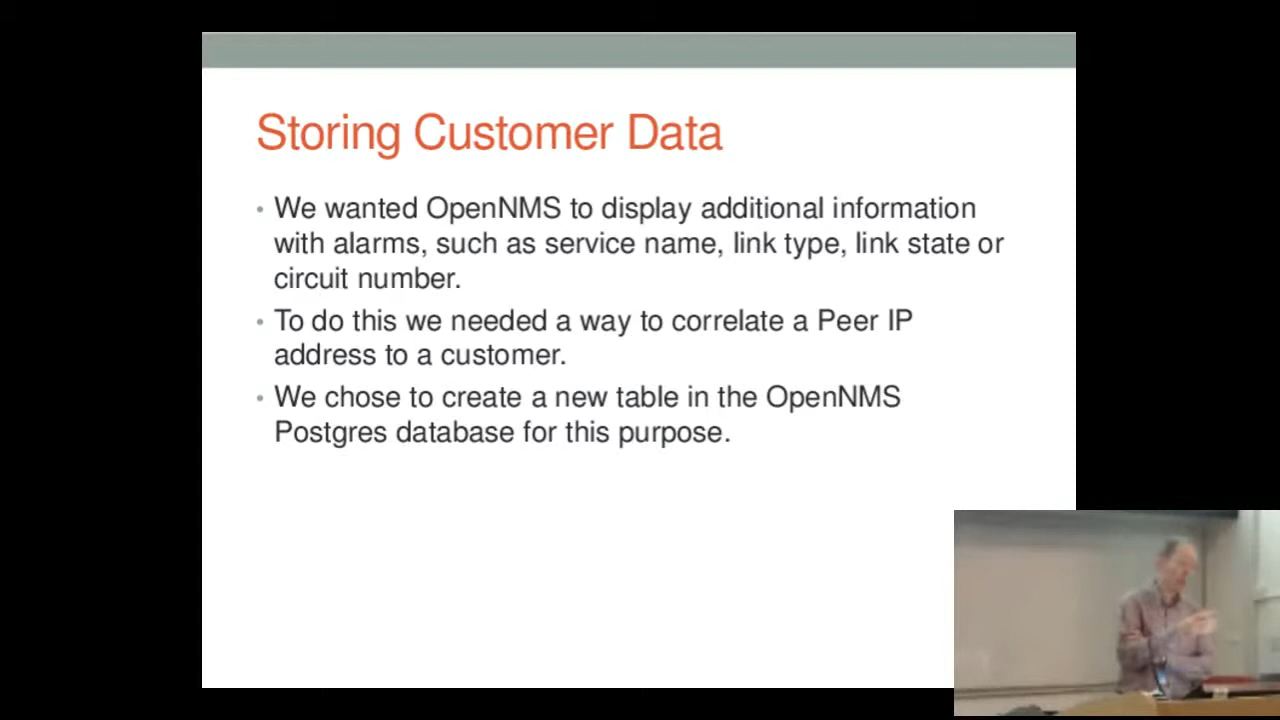 Storing Customer Data
• We wanted OpenNMS to display additional information
with alarms, such as service name, link type, link state or
circuit number.
• To do this we needed a way to correlate a Peer IP
address to a customer.
• We chose to create a new table in the OpenNMS
Postgres database for this purpose.